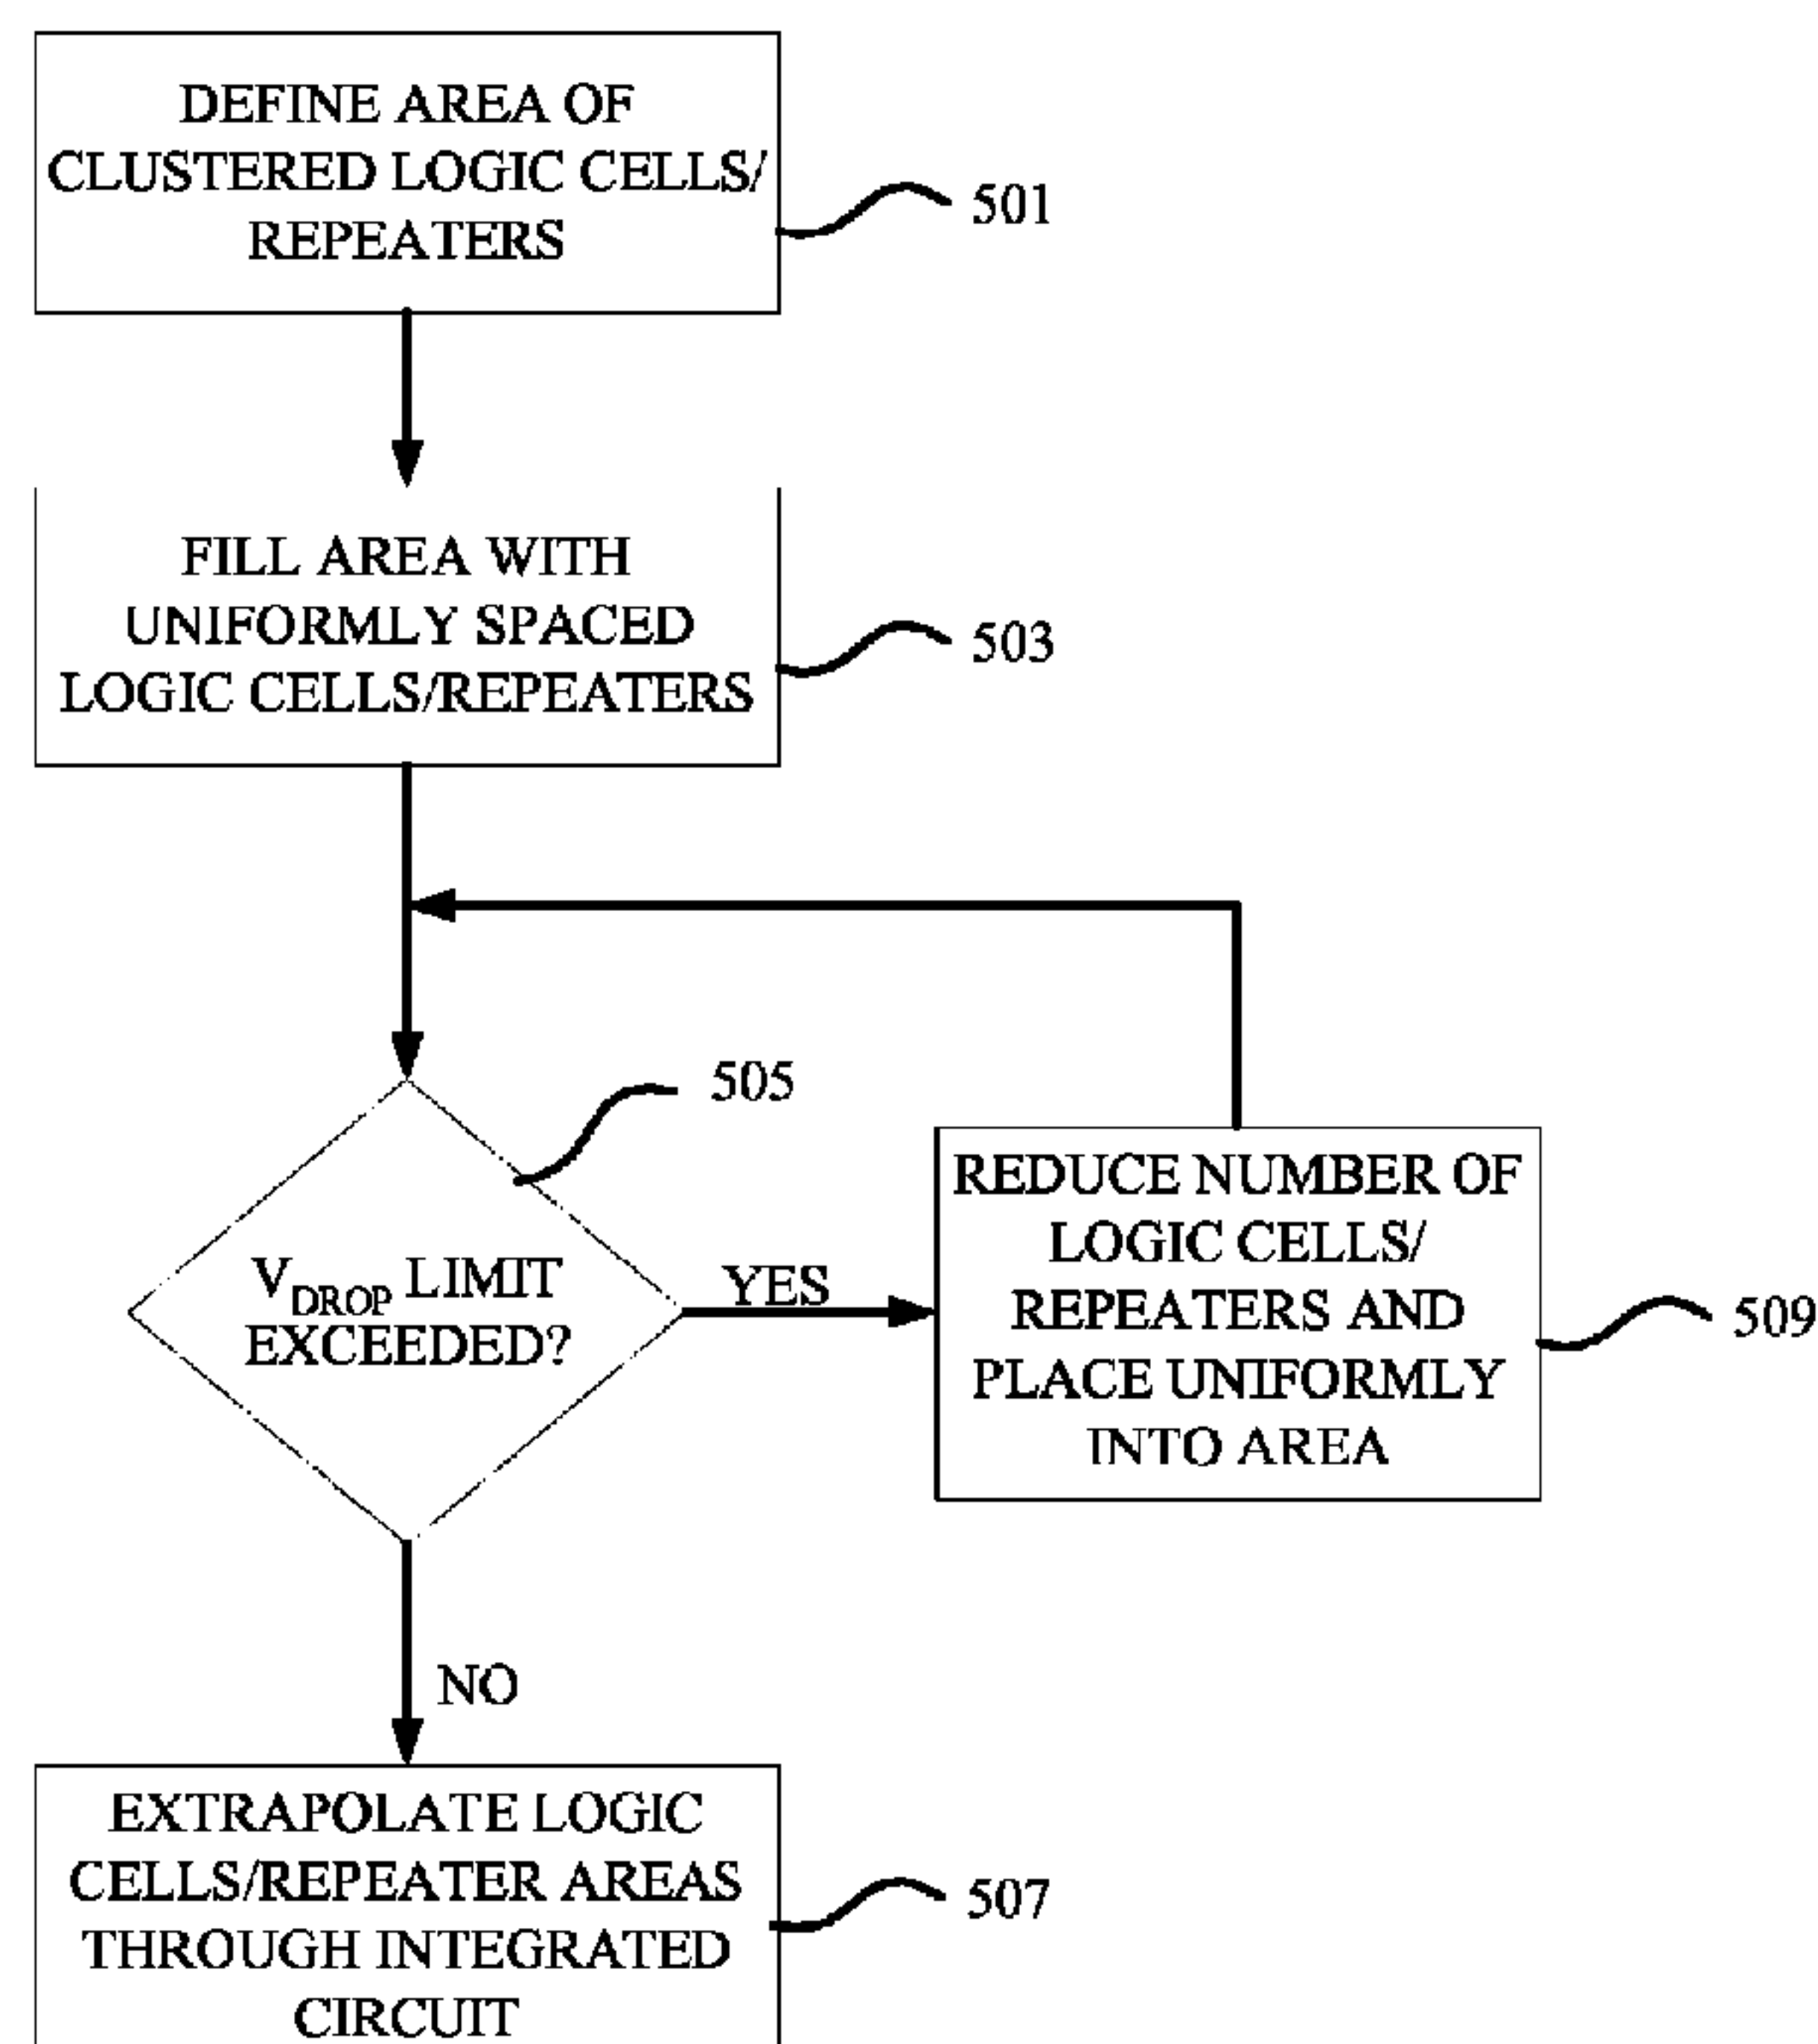 DEFINE AREA OF
CLUSTERED LOGIC CELLS/
REPEATERS
501
FILL AREA WITH
UNIFORMLY SPACED
LOGIC CELLS/REPEATERS
503
505
VDROP LIMIT
EXCEEDED?
YES
REDUCE NUMBER OF
LOGIC CELLS/
REPEATERS AND
PLACE UNIFORMLY
INTO AREA
509
NO
EXTRAPOLATE LOGIC
CELLS/REPEATER AREAS
THROUGH INTEGRATED
CIRCUIT
507